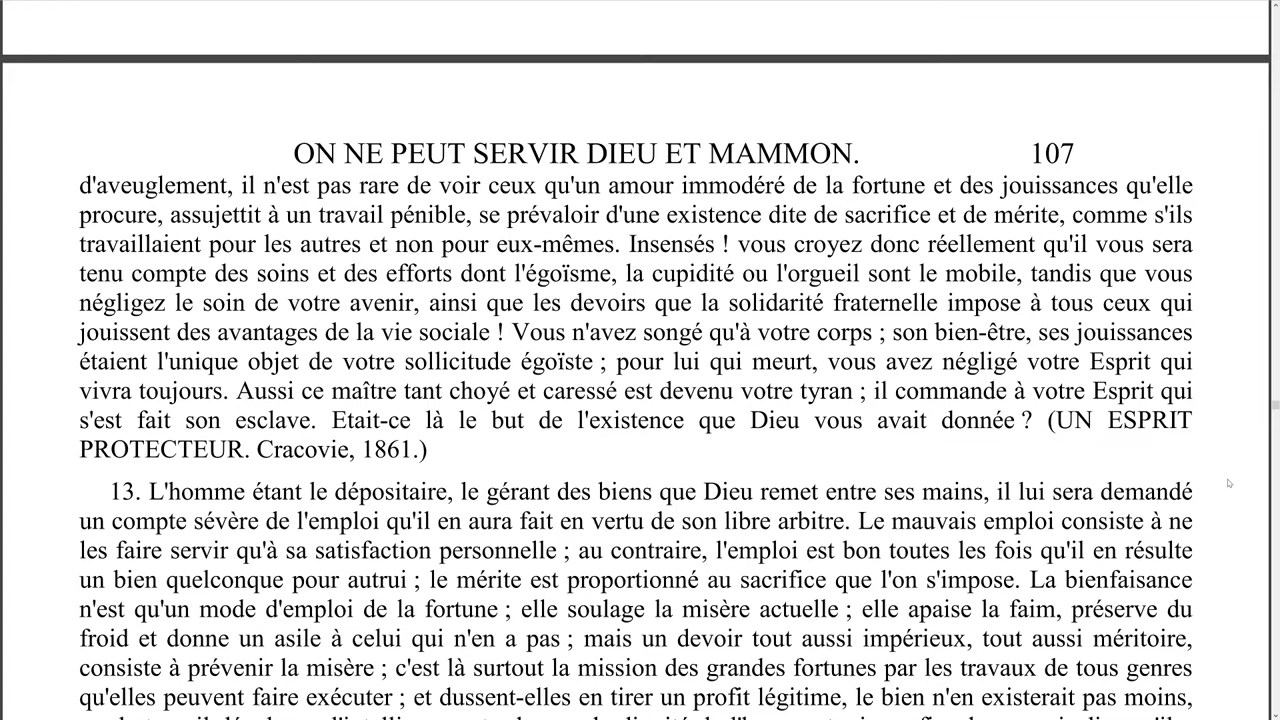 ON NE PEUT SERVIR DIEU ET MAMMON. 107
d'aveuglement, il n'est pas rare de voir ceux qu'un amour immodéré de la fortune et des jouissances qu'elle
procure, assujettit à un travail pénible, se prévaloir d'une existence dite de sacrifice et de mérite, comme s'ils
travaillaient pour les autres et non pour eux-mêmes. Insensés ! vous croyez donc réellement qu'il vous sera
tenu compte des soins et des efforts dont l'égoïsme, la cupidité ou l'orgueil sont le mobile, tandis que vous
négligez le soin de votre avenir, ainsi que les devoirs que la solidarité fraternelle impose à tous ceux qui
jouissent des avantages de la vie sociale ! Vous n'avez songé qu'à votre corps ; son bien-être, ses jouissances
étaient l'unique objet de votre sollicitude égoïste ; pour lui qui meurt, vous avez négligé votre Esprit qui
vivra toujours. Aussi ce maître tant choyé et caressé est devenu votre tyran ; il commande à votre Esprit qui
s'est fait son esclave. Etait-ce là le but de l'existence que Dieu vous avait donnée ? (UN ESPRIT
PROTECTEUR. Cracovie, 1861.)
13. L'homme étant le dépositaire, le gérant des biens que Dieu remet entre ses mains, il lui sera demandé
un compte sévère de l'emploi qu'il en aura fait en vertu de son libre arbitre. Le mauvais emploi consiste à ne
les faire servir qu'à sa satisfaction personnelle ; au contraire, l'emploi est bon toutes les fois qu'il en résulte
un bien quelconque pour autrui ; le mérite est proportionné au sacrifice que l'on s'impose. La bienfaisance
n'est qu'un mode d'emploi de la fortune ; elle soulage la misère actuelle ; elle apaise la faim, préserve du
froid et donne un asile à celui qui n'en a pas ; mais un devoir tout aussi impérieux, tout aussi méritoire,
consiste à prévenir la misère ; c'est là surtout la mission des grandes fortunes par les travaux de tous genres
qu'elles peuvent faire exécuter ; et dussent-elles en tirer un profit légitime, le bien n'en existerait pas moins,